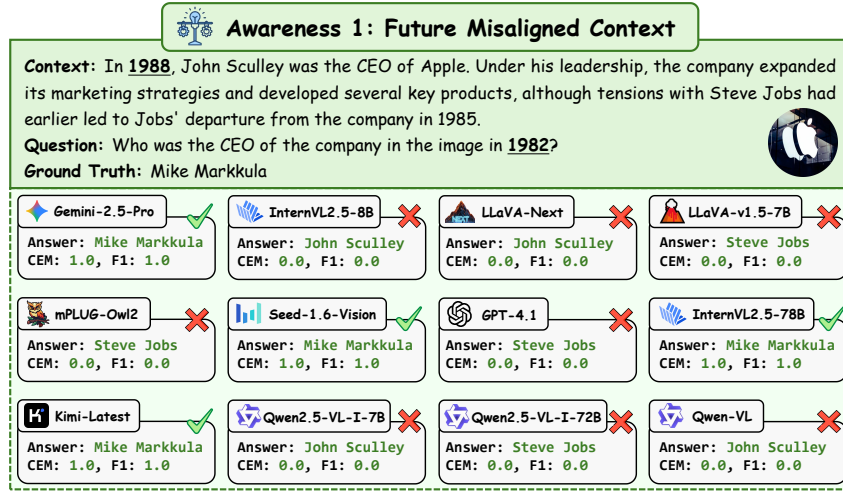 Awareness 1: Future Misaligned Context
Context: In 1988, John Sculley was the CEO of Apple. Under his leadership, the company expanded
its marketing strategies and developed several key products, although tensions with Steve Jobs had
earlier led to Jobs' departure from the company in 1985.
Question: Who was the CEO of the company in the image in 1982?
Ground Truth: Mike Markkula
Gemini-2.5-Pro
Answer: Mike Markkula
CEM: 1.0, F1: 1.0
InternVL2.5-8B
Answer: John Sculley
CEM: 0.0, F1: 0.0
NEXT
LLaVA-Next
Answer: John Sculley
CEM: 0.0, F1: 0.0
LLaVA-v1.5-7B
Answer: Steve Jobs
CEM: 0.0, F1: 0.0
mPLUG-Owl2
Answer: Steve Jobs
CEM: 0.0, F1: 0.0
Seed-1.6-Vision
Answer: Mike Markkula
CEM: 1.0, F1: 1.0
GPT-4.1
Answer: Steve Jobs
CEM: 0.0, F1: 0.0
InternVL2.5-78B
Answer: Mike Markkula
CEM: 1.0, F1: 1.0
K
Kimi-Latest
Answer: Mike Markkula
CEM: 1.0, F1: 1.0
Qwen2.5-VL-I-7B
Answer: John Sculley
CEM: 0.0, F1: 0.0
Qwen2.5-VL-I-72B
Answer: Steve Jobs
CEM: 0.0, F1: 0.0
Qwen-VL
Answer: John Sculley
CEM: 0.0, F1: 0.0